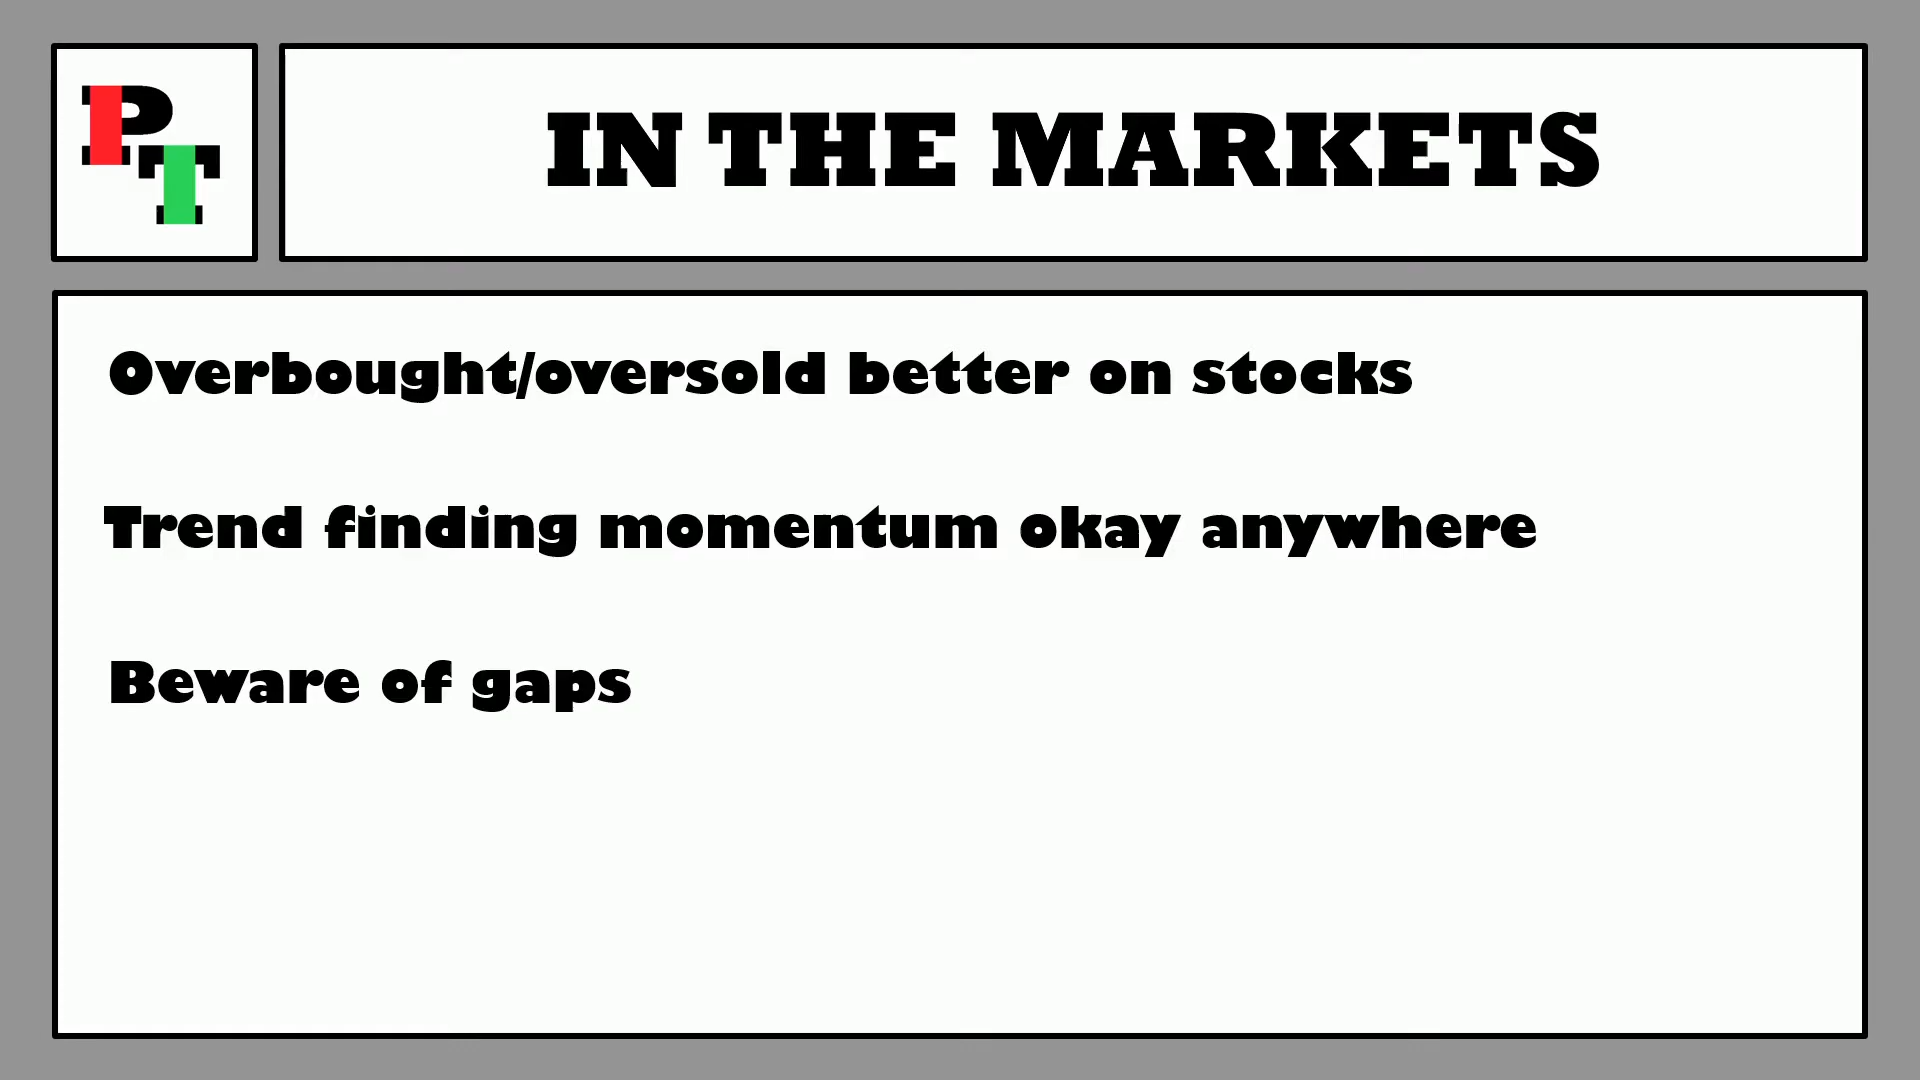 PT
IN THE MARKETS
Overbought/oversold better on stocks
Trend finding momentum okay anywhere
Beware of gaps